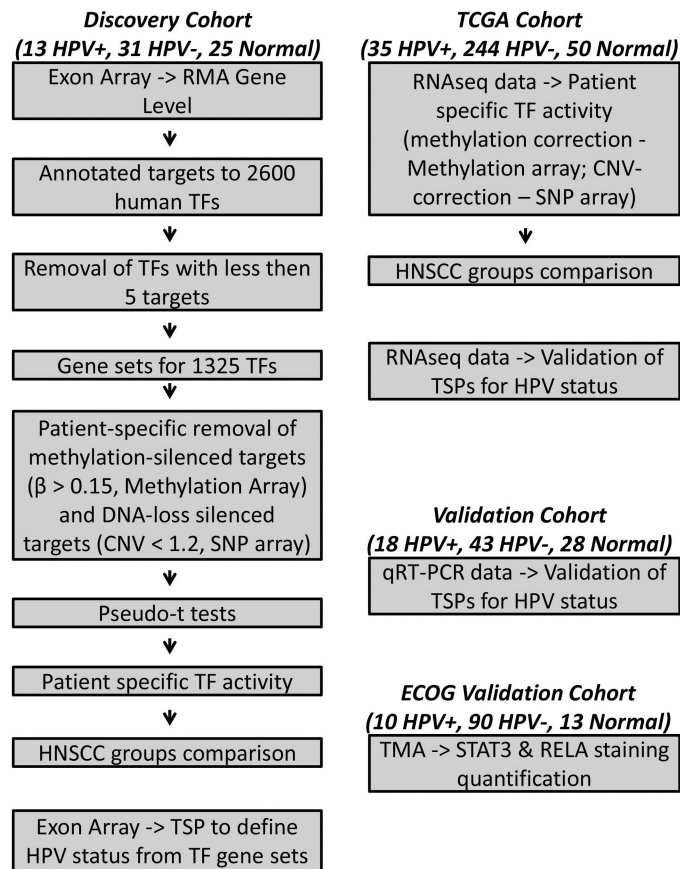 Discovery Cohort
(13 HPV+, 31 HPV-, 25 Normal)
Exon Array -> RMA Gene
Level
Annotated targets to 2600
human TFs
Removal of TFs with less then
5 targets
Gene sets for 1325 TFs
Patient-specific removal of
methylation-silenced targets
(β > 0.15, Methylation Array)
and DNA-loss silenced
targets (CNV < 1.2, SNP array)
Pseudo-t tests
Patient specific TF activity
HNSCC groups comparison
Exon Array -> TSP to define
HPV status from TF gene sets
TCGA Cohort
(35 HPV+, 244 HPV-, 50 Normal)
RNAseq data -> Patient
specific TF activity
(methylation correction -
Methylation array; CNV-
correction – SNP array)
HNSCC groups comparison
RNAseq data -> Validation of
TSPs for HPV status
Validation Cohort
(18 HPV+, 43 HPV-, 28 Normal)
qRT-PCR data -> Validation of
TSPs for HPV status
ECOG Validation Cohort
(10 HPV+, 90 HPV-, 13 Normal)
TMA -> STAT3 & RELA staining
quantification